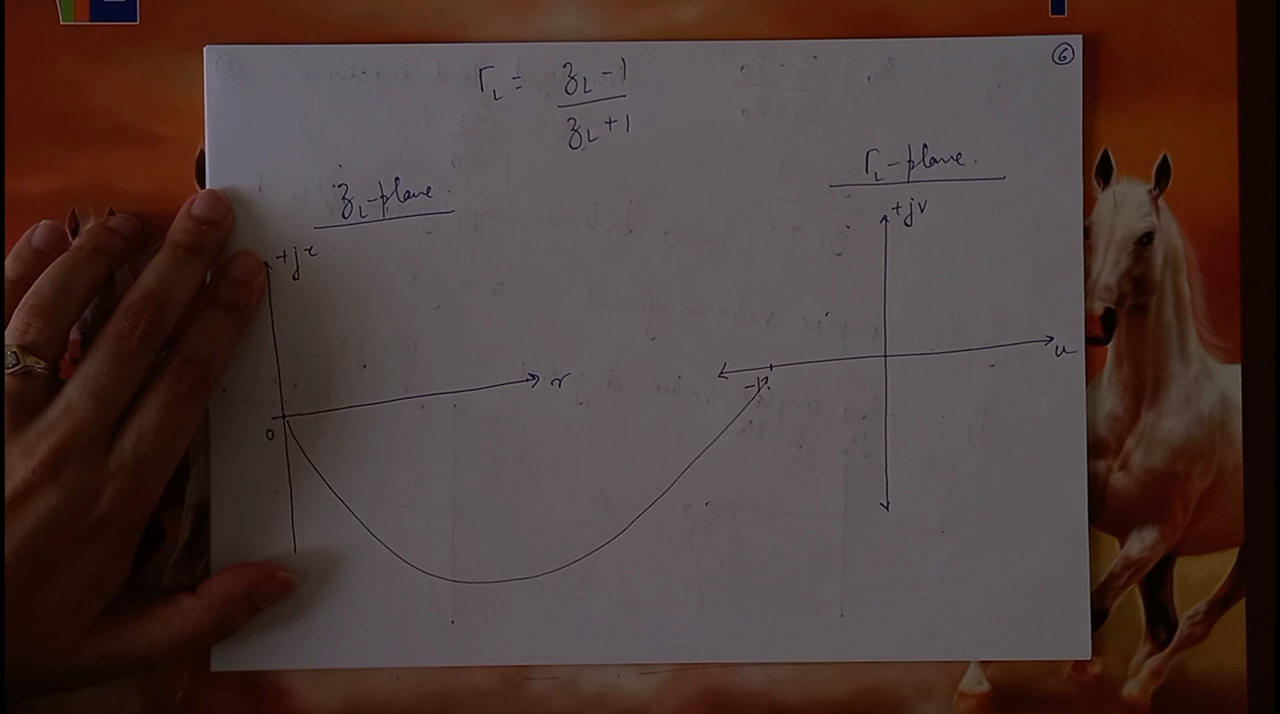 6
Γ_L = (z_L - 1) / (z_L + 1)
z_L-plane.
Γ_L-plane.
+jx
+jv
r
u
-1
0